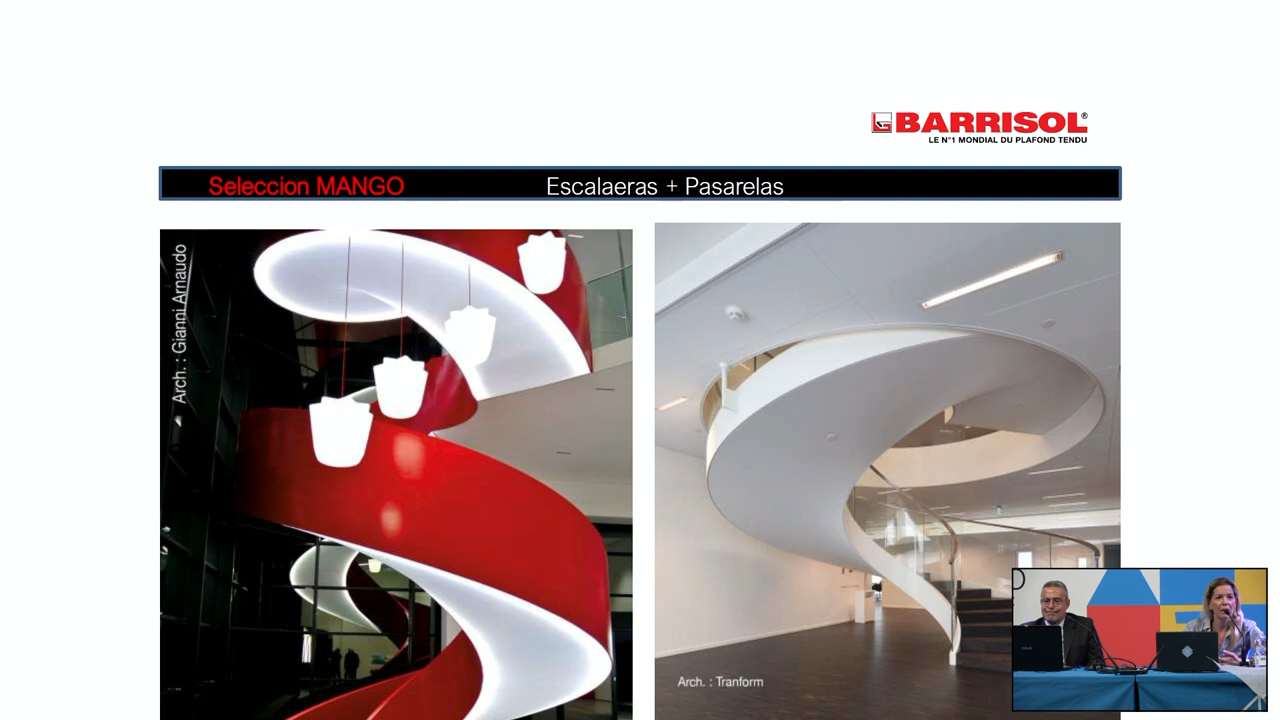 BARRISOL®
LE N°1 MONDIAL DU PLAFOND TENDU
Seleccion MANGO
Escalaeras + Pasarelas
Arch. : Gianni Arnaudo
Arch. : Tranform